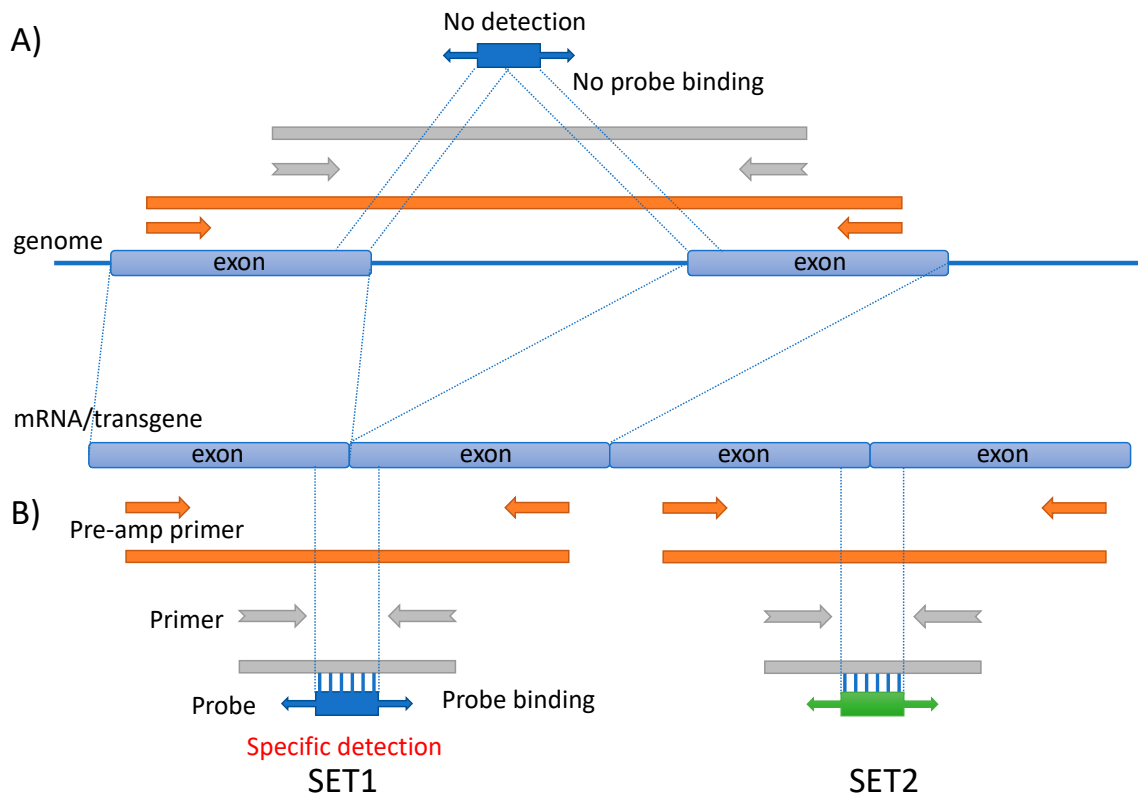 A)
No detection
No probe binding
genome
exon
exon
mRNA/transgene
exon
exon
exon
exon
B)
Pre-amp primer
Primer
Probe
Probe binding
Specific detection
SET1
SET2